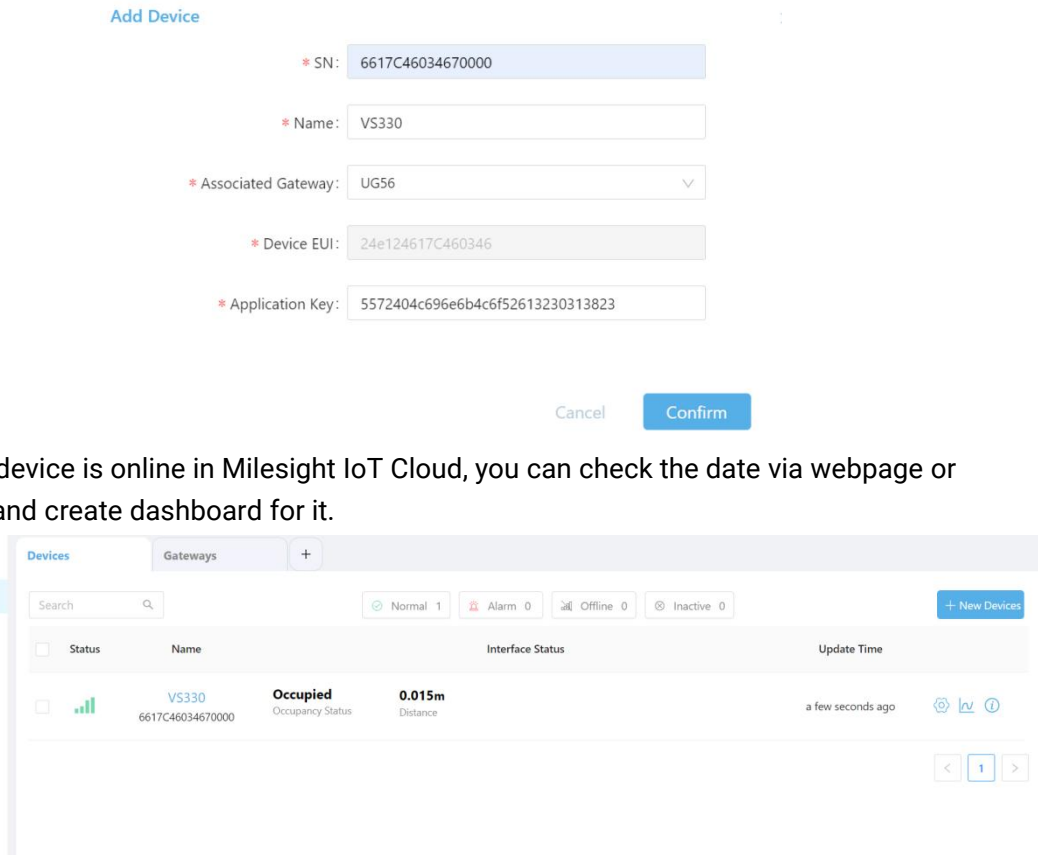 Add Device
* SN: 6617C46034670000
* Name: VS330
* Associated Gateway: UG56
* Device EUI: 24e124617C460346
* Application Key: 5572404c696e6b4c6f52613230313823
Cancel Confirm
device is online in Milesight IoT Cloud, you can check the date via webpage or
and create dashboard for it.
Devices Gateways +
Search Normal 1 Alarm 0 Offline 0 Inactive 0 + New Devices
Status Name Interface Status Update Time
VS330 Occupied 0.015m
6617C46034670000 Occupancy Status Distance a few seconds ago
< 1 >